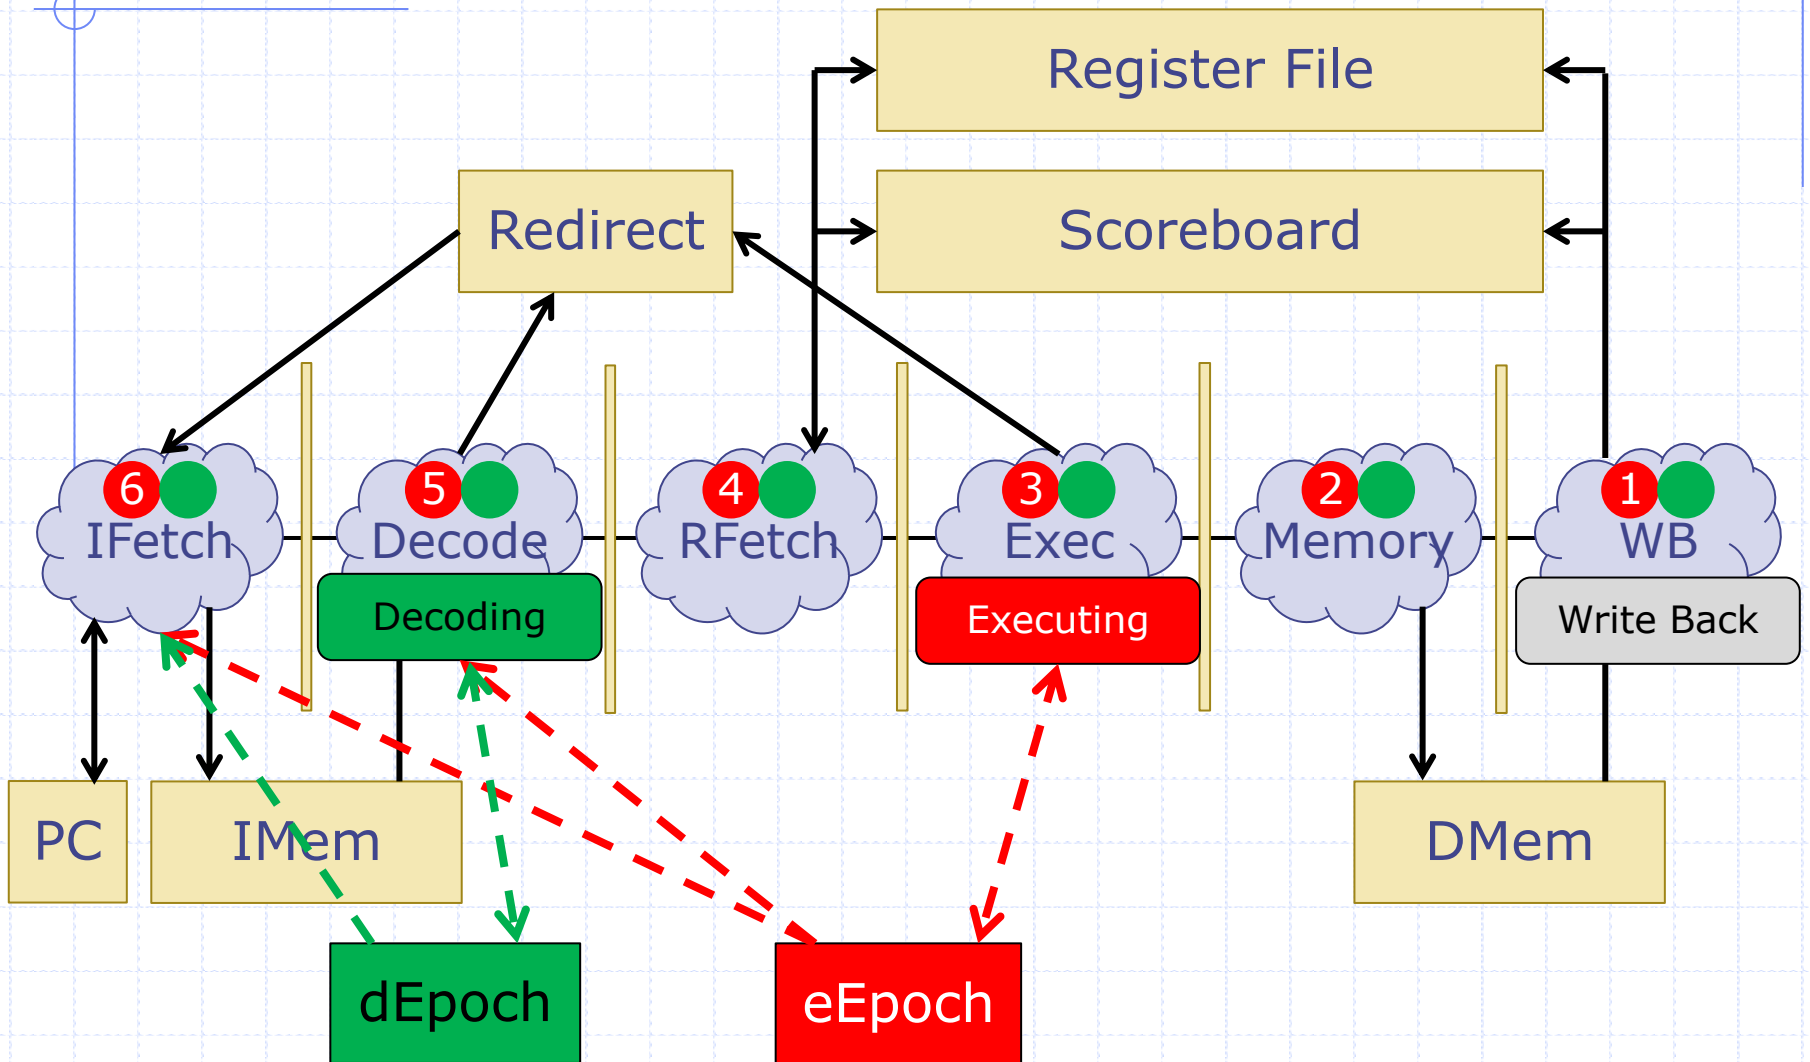 Register File
Redirect
Scoreboard
6
5
4
3
2
1
IFetch
Decode
RFetch
Exec
Memory
WB
Decoding
Executing
Write Back
PC
IMem
DMem
dEpoch
eEpoch